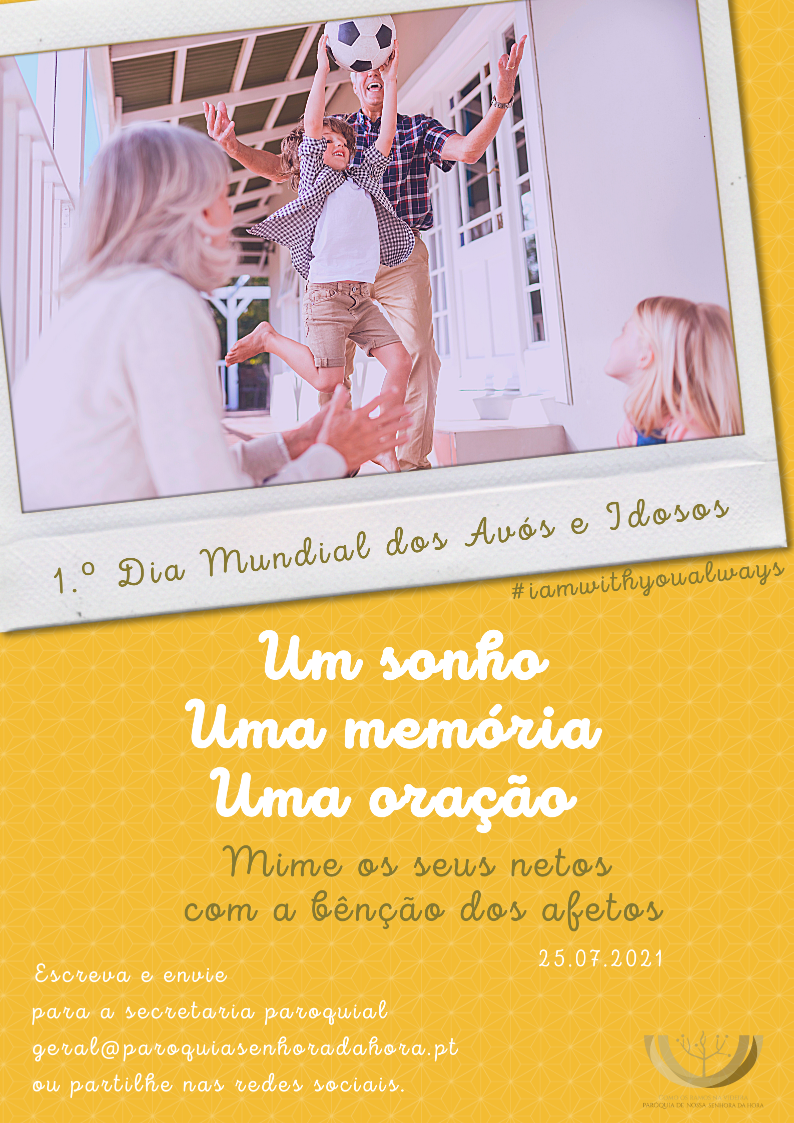 1.º Dia Mundial dos Avós e Idosos
#iamwithyoualways
Um sonho
Uma memória
Uma oração
Mime os seus netos
com a bênção dos afetos
25.07.2021
Escreva e envie
para a secretaria paroquial
geral@paroquiasenhoradahora.pt
ou partilhe nas redes sociais.
PARÓQUIA DE NOSSA SENHORA DA HORA